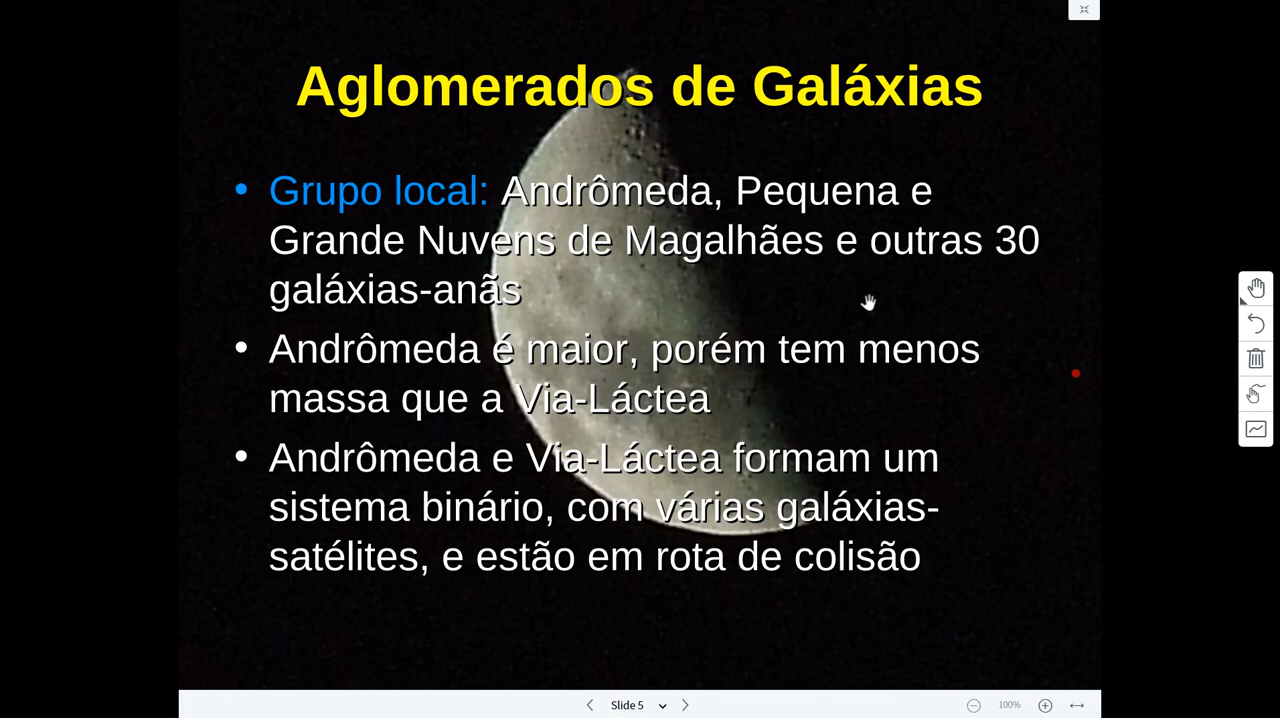 Aglomerados de Galáxias
• Grupo local: Andrômeda, Pequena e
Grande Nuvens de Magalhães e outras 30
galáxias-anãs
• Andrômeda é maior, porém tem menos
massa que a Via-Láctea
• Andrômeda e Via-Láctea formam um
sistema binário, com várias galáxias-
satélites, e estão em rota de colisão
Slide 5
100%